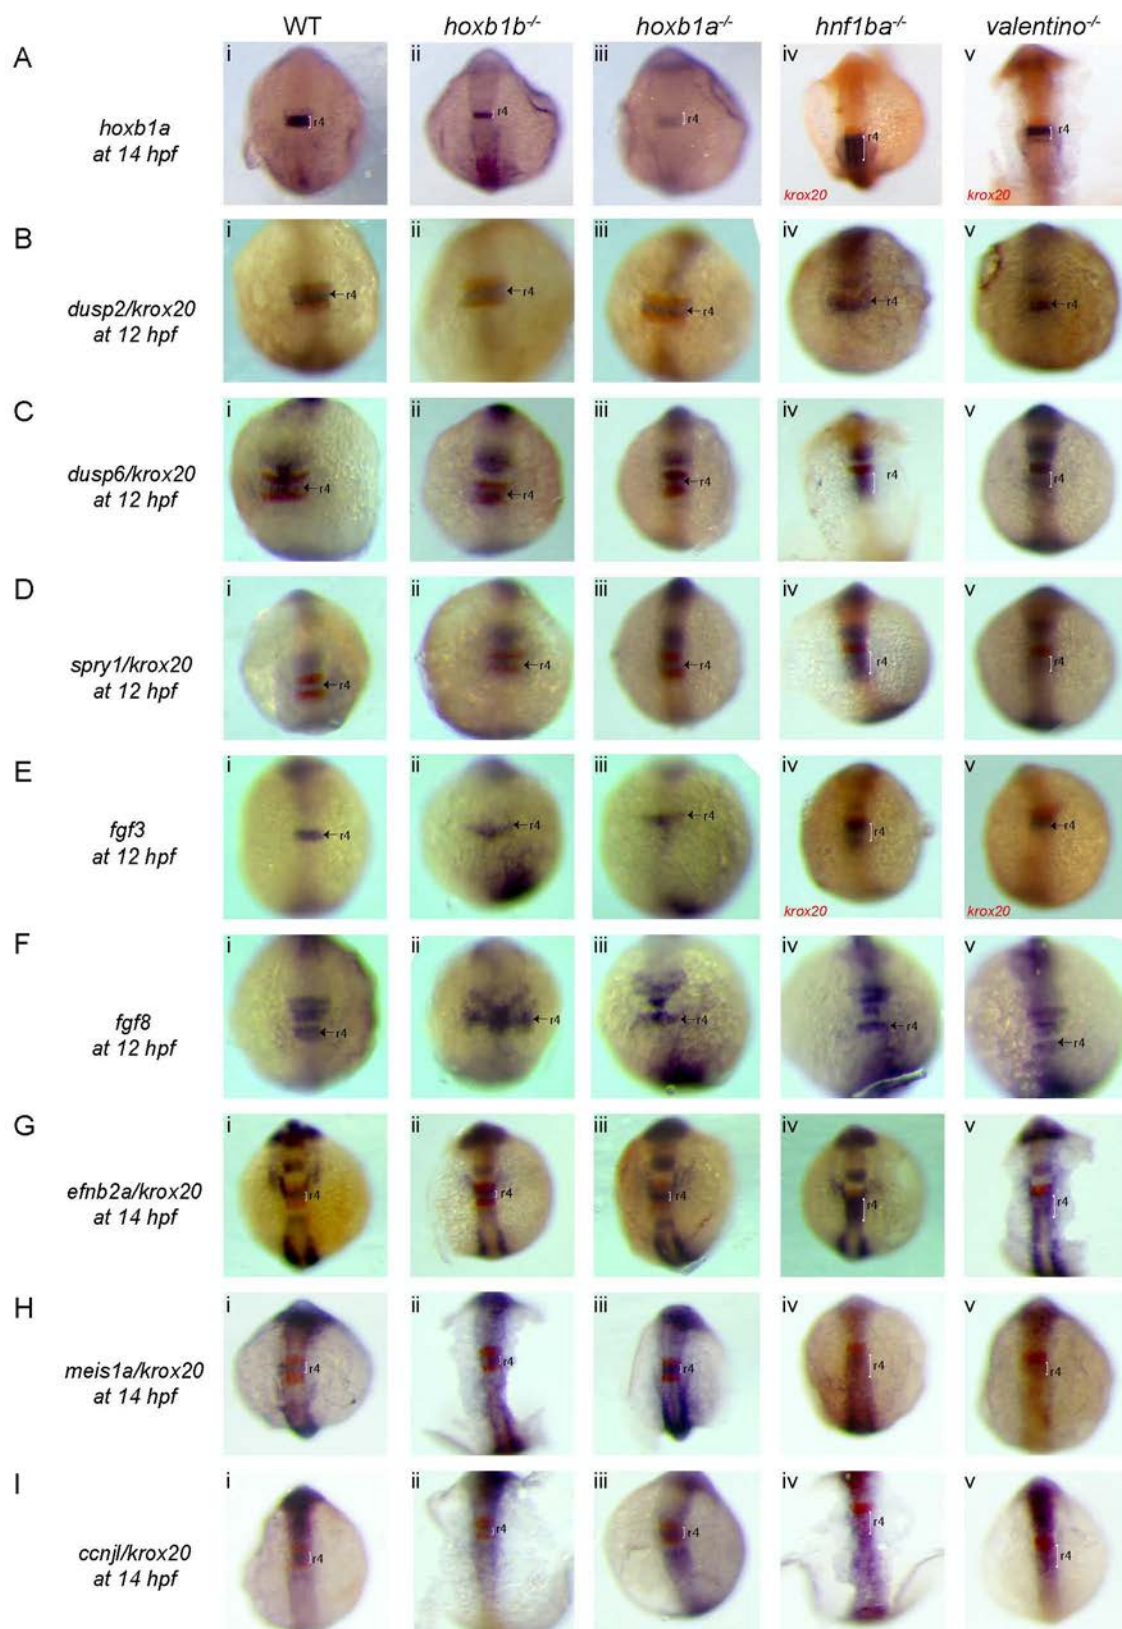 WT hoxb1b-/- hoxb1a-/- hnf1ba-/- valentino-/-
A i ii iii iv v
hoxb1a
at 14 hpf
r4 r4 r4 r4 r4
krox20 krox20
B i ii iii iv v
dusp2/krox20
at 12 hpf
r4 r4 r4 r4 r4
C i ii iii iv v
dusp6/krox20
at 12 hpf
r4 r4 r4 r4 r4
D i ii iii iv v
spry1/krox20
at 12 hpf
r4 r4 r4 r4 r4
E i ii iii iv v
fgf3
at 12 hpf
r4 r4 r4 r4 r4
krox20 krox20
F i ii iii iv v
fgf8
at 12 hpf
r4 r4 r4 r4 r4
G i ii iii iv v
efnb2a/krox20
at 14 hpf
r4 r4 r4 r4 r4
H i ii iii iv v
meis1a/krox20
at 14 hpf
r4 r4 r4 r4 r4
I i ii iii iv v
ccnjl/krox20
at 14 hpf
r4 r4 r4 r4 r4